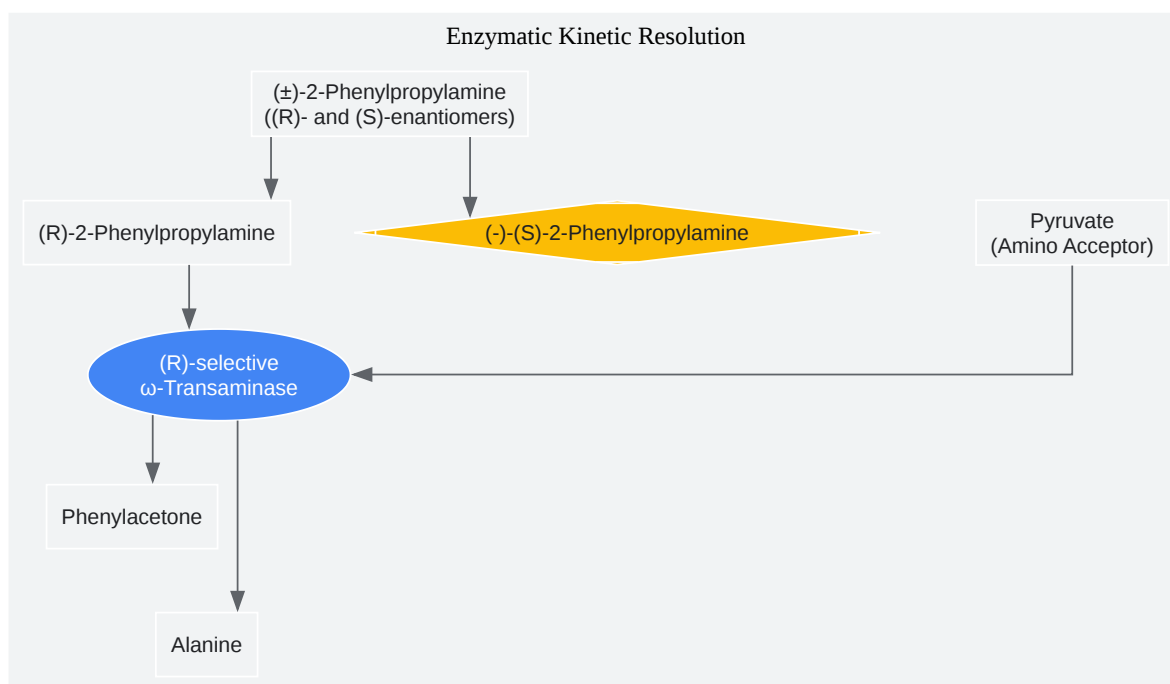 Enzymatic Kinetic Resolution
(±)-2-Phenylpropylamine
((R)- and (S)-enantiomers)
(R)-2-Phenylpropylamine
(-)-(S)-2-Phenylpropylamine
Pyruvate
(Amino Acceptor)
(R)-selective
ω-Transaminase
Phenylacetone
Alanine